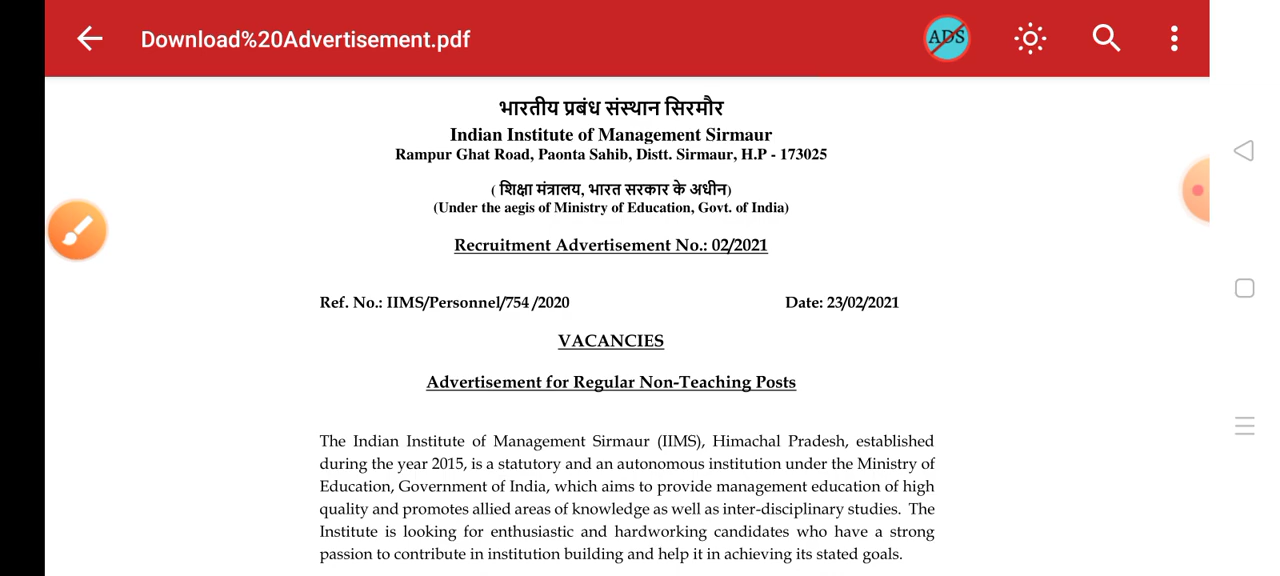 Download%20Advertisement.pdf
ADS
भारतीय प्रबंध संस्थान सिरमौर
Indian Institute of Management Sirmaur
Rampur Ghat Road, Paonta Sahib, Distt. Sirmaur, H.P - 173025
( शिक्षा मंत्रालय, भारत सरकार के अधीन)
(Under the aegis of Ministry of Education, Govt. of India)
Recruitment Advertisement No.: 02/2021
Ref. No.: IIMS/Personnel/754 /2020 Date: 23/02/2021
VACANCIES
Advertisement for Regular Non-Teaching Posts
The Indian Institute of Management Sirmaur (IIMS), Himachal Pradesh, established
during the year 2015, is a statutory and an autonomous institution under the Ministry of
Education, Government of India, which aims to provide management education of high
quality and promotes allied areas of knowledge as well as inter-disciplinary studies. The
Institute is looking for enthusiastic and hardworking candidates who have a strong
passion to contribute in institution building and help it in achieving its stated goals.